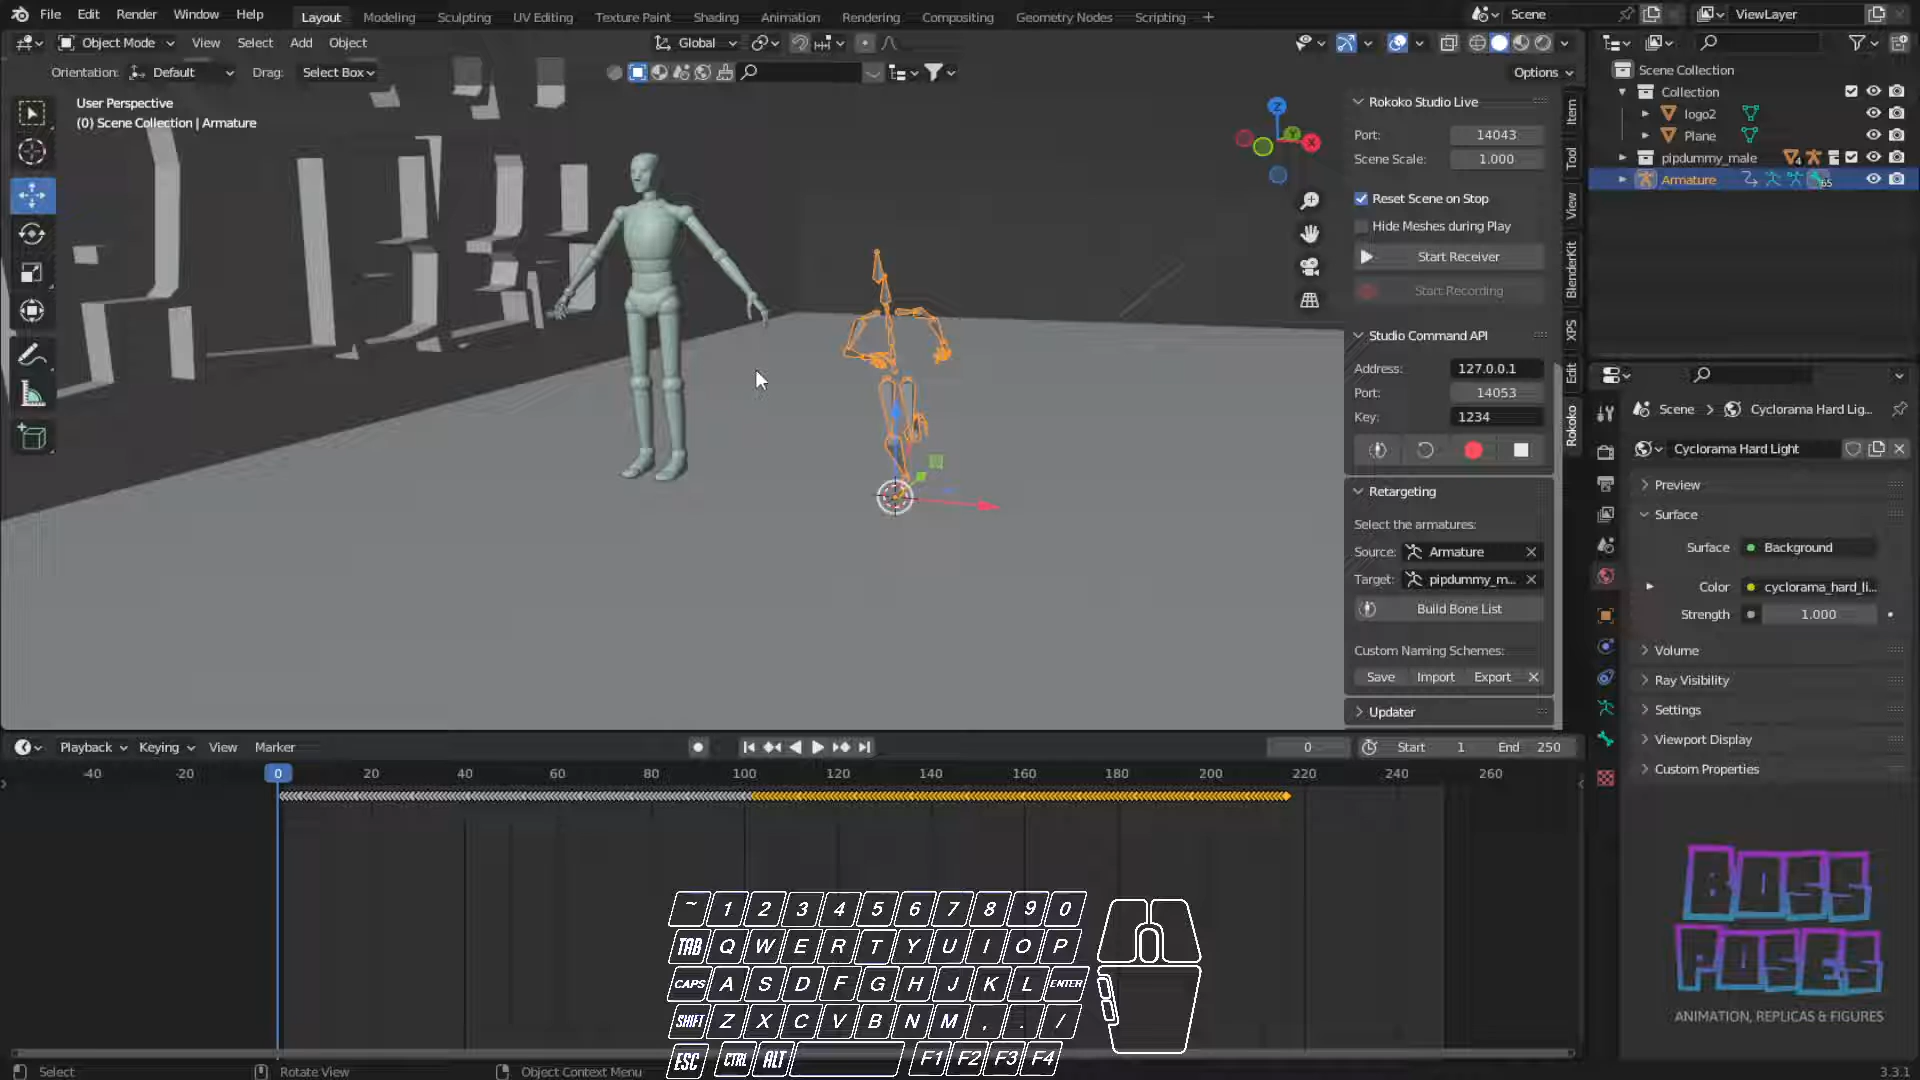 File Edit Render Window Help Layout Modeling Sculpting UV Editing Texture Paint Shading Animation Rendering Compositing Geometry Nodes Scripting + Scene ViewLayer
Object Mode View Select Add Object Global
Orientation: Default Drag: Select Box Options
User Perspective
(0) Scene Collection | Armature
Z
Y
X
Rokoko Studio Live
Port: 14043
Scene Scale: 1.000
Reset Scene on Stop
Hide Meshes during Play
Start Receiver
Start Recording
Studio Command API
Address: 127.0.0.1
Port: 14053
Key: 1234
Retargeting
Select the armatures:
Source: Armature
Target: pipdummy_m...
Build Bone List
Custom Naming Schemes:
Save Import Export
Updater
Item
Tool
View
BlenderKit
XPS
Edit
Rokoko
Scene Collection
Collection
logo2
Plane
pipdummy_male 4
Armature 65
Scene > Cyclorama Hard Lig...
Cyclorama Hard Light
Preview
Surface
Surface Background
Color cyclorama_hard_li...
Strength 1.000
Volume
Ray Visibility
Settings
Viewport Display
Custom Properties
BOSS
POSES
ANIMATION, REPLICAS & FIGURES
Playback Keying View Marker 0 Start 1 End 250
-40 -20 0 20 40 60 80 100 120 140 160 180 200 220 240 260
~ 1 2 3 4 5 6 7 8 9 0
TAB Q W E R T Y U I O P
CAPS A S D F G H J K L ENTER
SHIFT Z X C V B N M , . /
ESC CTRL ALT F1 F2 F3 F4
Select Rotate View Object Context Menu 3.3.1